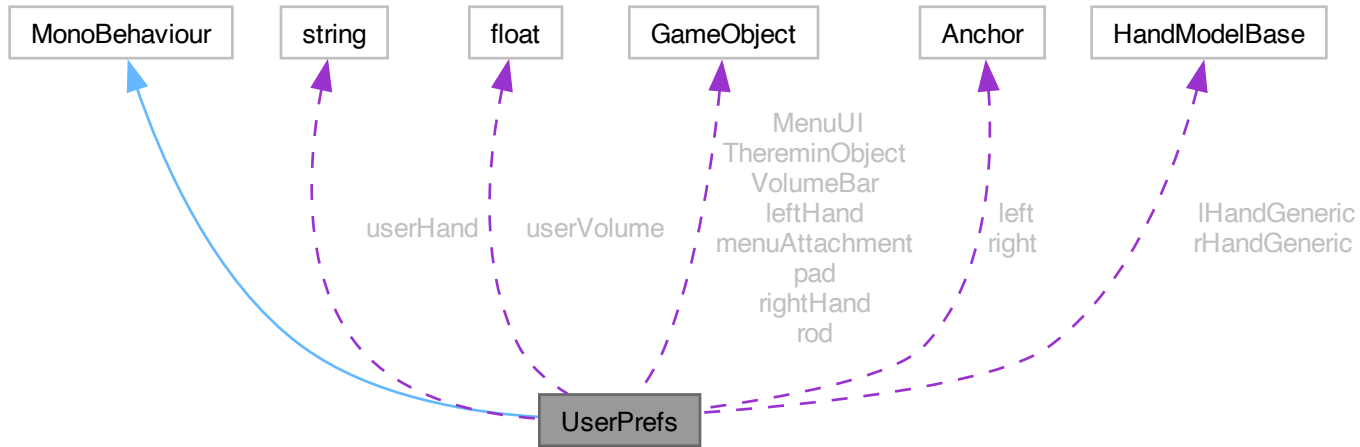 MonoBehaviour
string
float
GameObject
Anchor
HandModelBase
userHand
userVolume
MenuUI
ThereminObject
VolumeBar
leftHand
menuAttachment
pad
rightHand
rod
left
right
lHandGeneric
rHandGeneric
UserPrefs